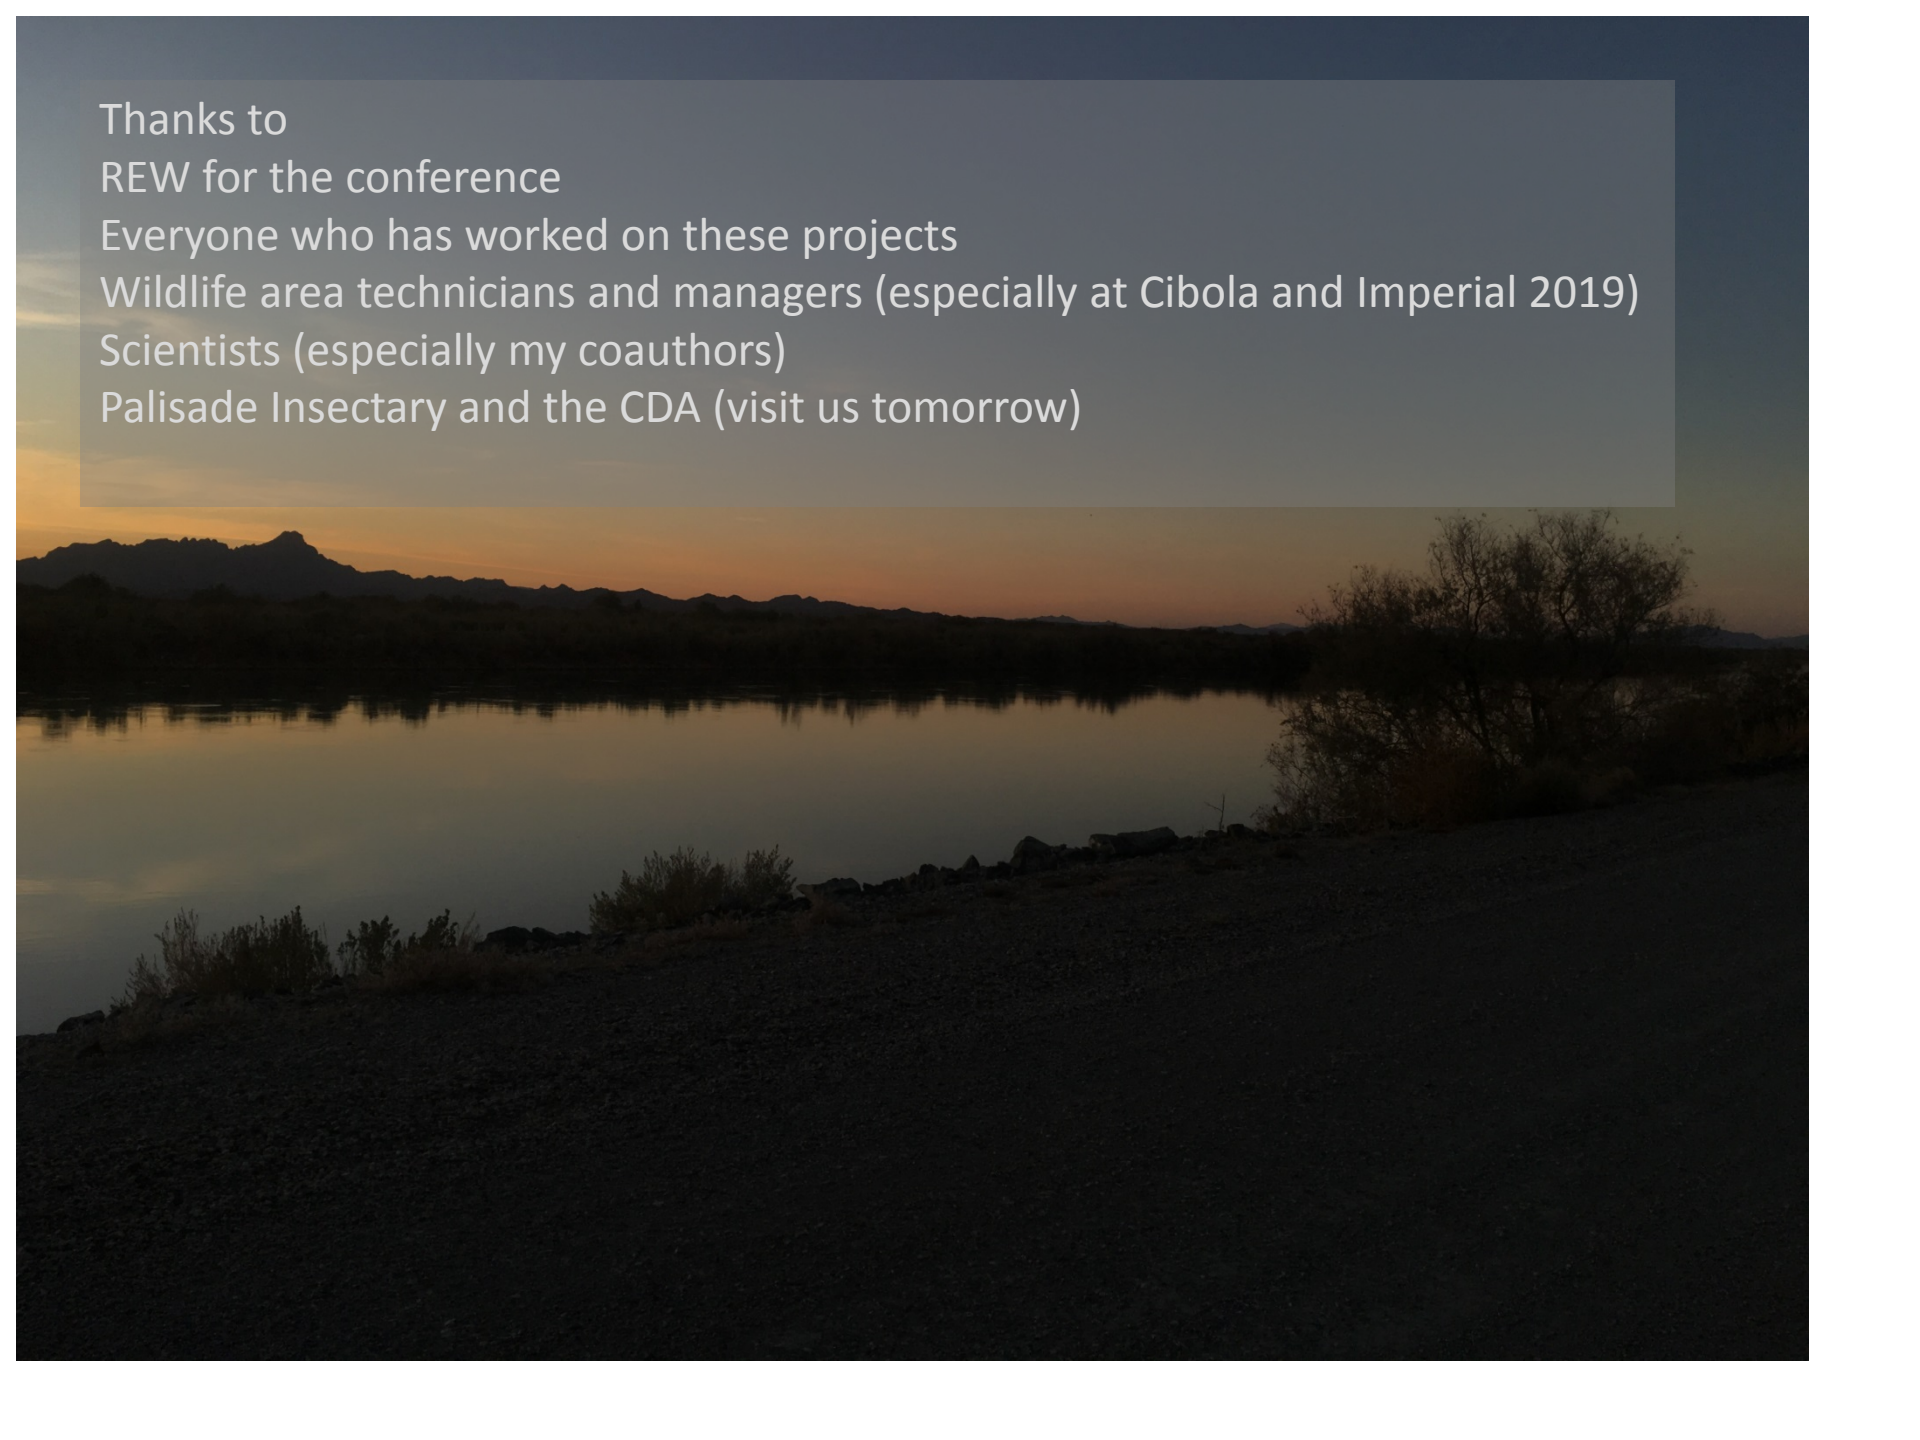 Thanks to
REW for the conference
Everyone who has worked on these projects
Wildlife area technicians and managers (especially at Cibola and Imperial 2019)
Scientists (especially my coauthors)
Palisade Insectary and the CDA (visit us tomorrow)